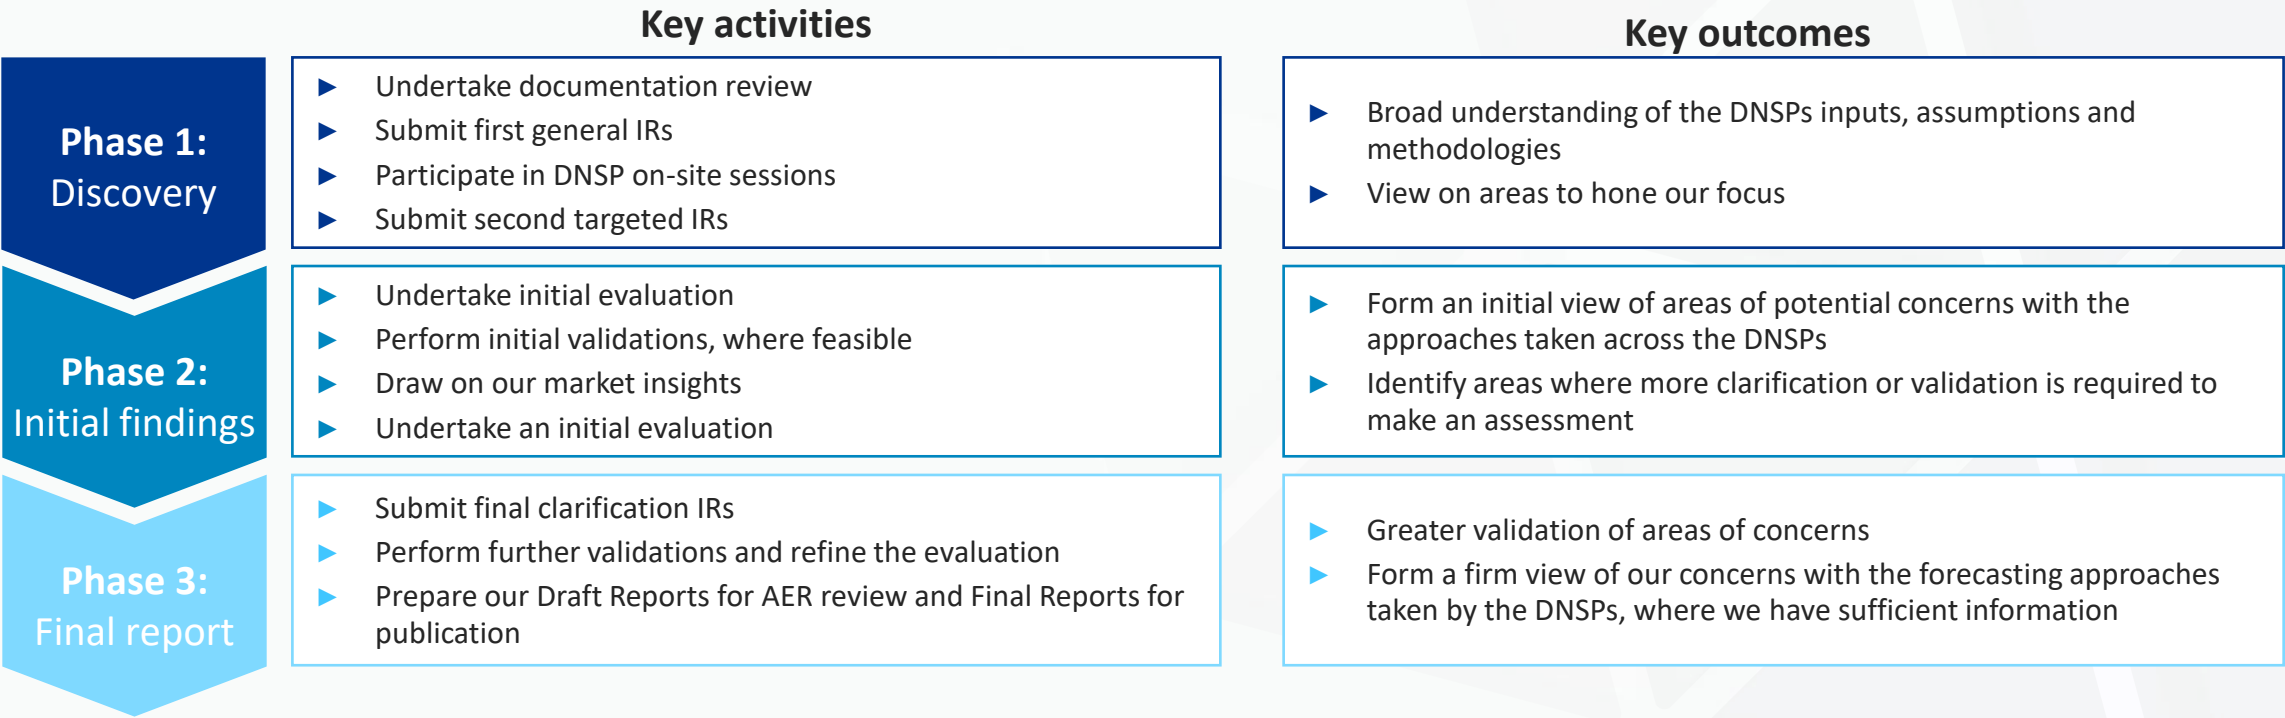 Key activities
Key outcomes
Phase 1:
Discovery
► Undertake documentation review
► Submit first general IRs
► Participate in DNSP on-site sessions
► Submit second targeted IRs
► Broad understanding of the DNSPs inputs, assumptions and
methodologies
► View on areas to hone our focus
Phase 2:
Initial findings
► Undertake initial evaluation
► Perform initial validations, where feasible
► Draw on our market insights
► Undertake an initial evaluation
► Form an initial view of areas of potential concerns with the
approaches taken across the DNSPs
► Identify areas where more clarification or validation is required to
make an assessment
Phase 3:
Final report
► Submit final clarification IRs
► Perform further validations and refine the evaluation
► Prepare our Draft Reports for AER review and Final Reports for
publication
► Greater validation of areas of concerns
► Form a firm view of our concerns with the forecasting approaches
taken by the DNSPs, where we have sufficient information